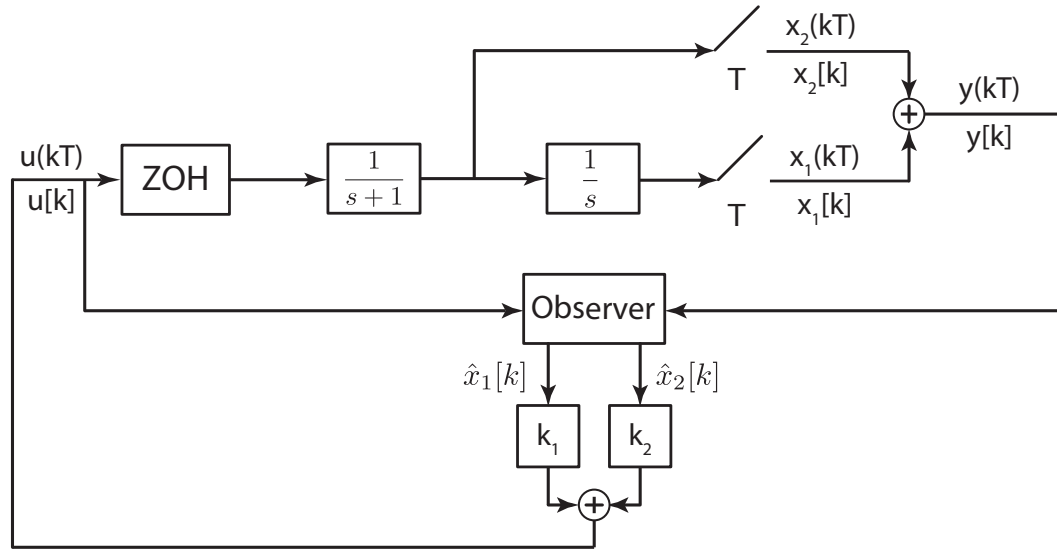 x₂(kT)
T
x₂[k]
y(kT)
y[k]
+
u(kT)
u[k]
ZOH
1
s + 1
1
s
x₁(kT)
T
x₁[k]
Observer
x̂₁[k]
x̂₂[k]
k₁
k₂
+